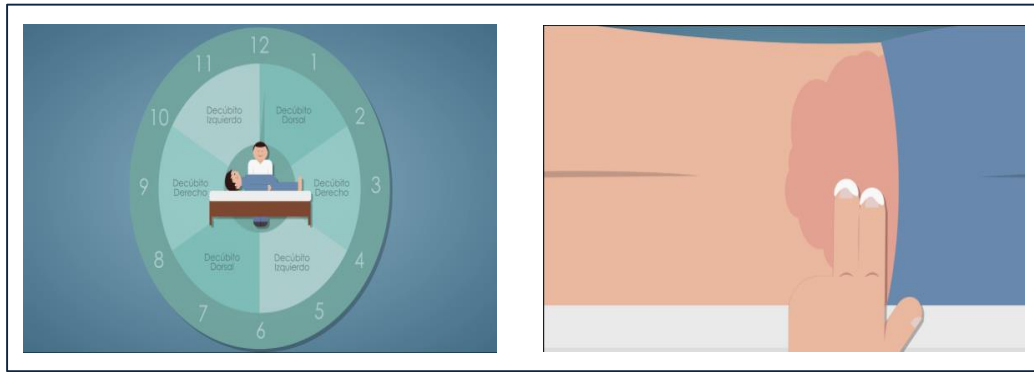 12
11
1
Decúbito
Izquierdo
Decúbito
Dorsal
10
2
9
Decúbito
Derecho
Decúbito
Derecho
3
8
Decúbito
Dorsal
Decúbito
Izquierdo
4
7
5
6